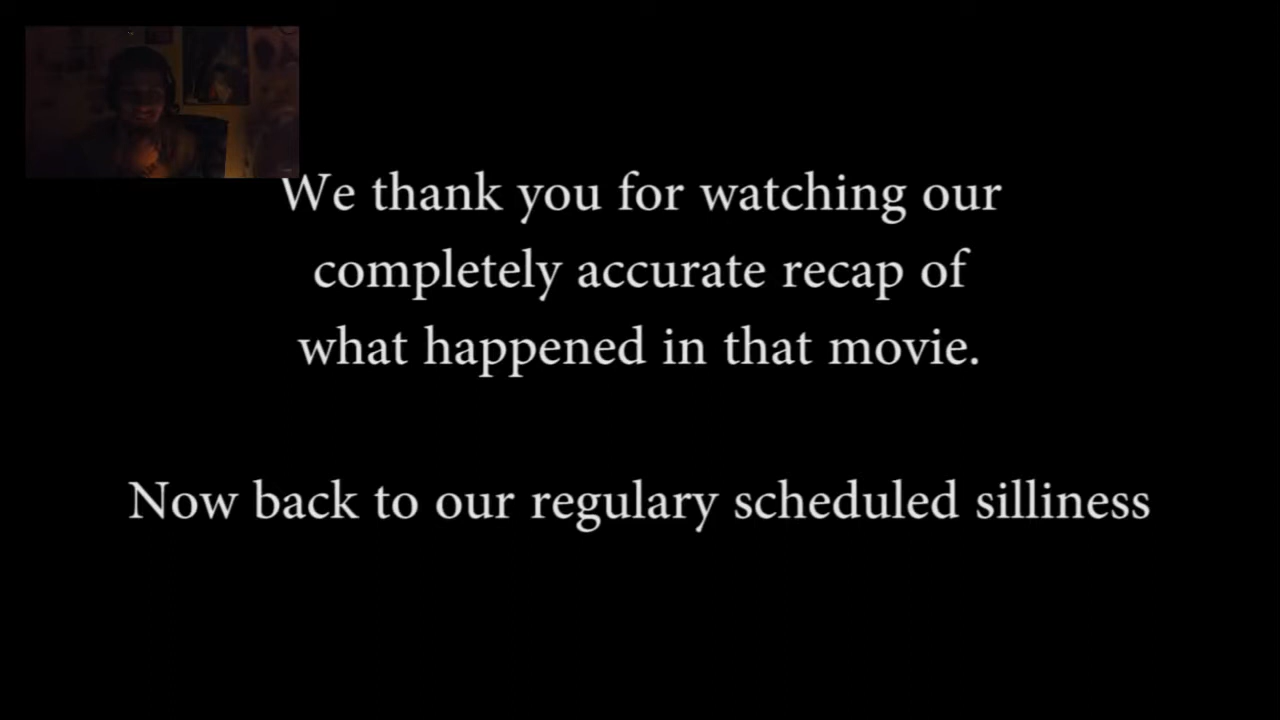 We thank you for watching our
completely accurate recap of
what happened in that movie.
Now back to our regulary scheduled silliness